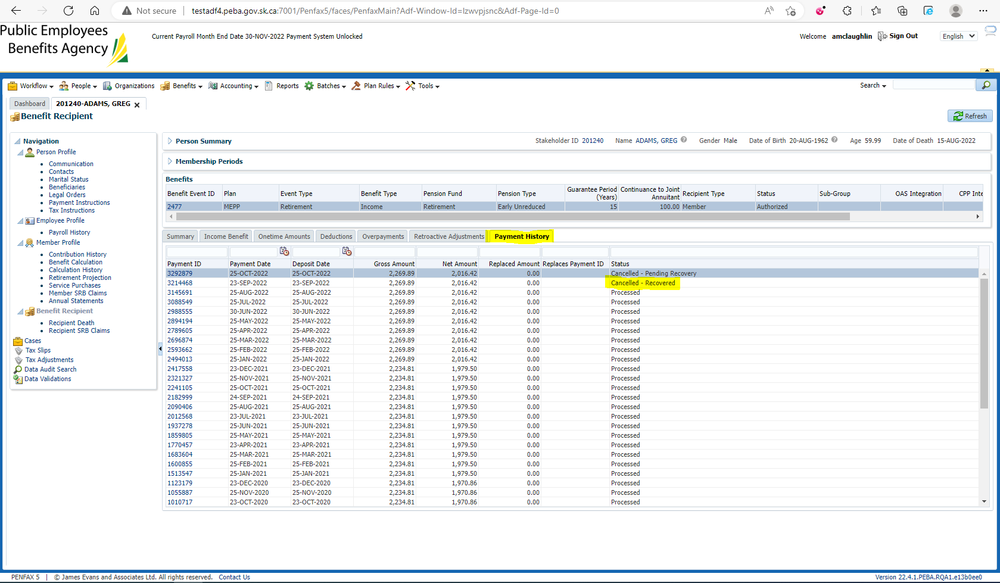 Not secure | testadf4.peba.gov.sk.ca:7001/Penfax5/faces/PenfaxMain?Adf-Window-Id=lzwvpjsnc&Adf-Page-Id=0
Public Employees
Benefits Agency
Current Payroll Month End Date 30-NOV-2022 Payment System Unlocked
Welcome amclaughlin Sign Out English
Workflow People Organizations Benefits Accounting Reports Batches Plan Rules Tools Search
Dashboard 201240-ADAMS, GREG
Benefit Recipient
Refresh
Navigation
Person Profile
Communication
Contacts
Marital Status
Beneficiaries
Legal Orders
Payment Instructions
Tax Instructions
Employee Profile
Payroll History
Member Profile
Contribution History
Benefit Calculation
Calculation History
Retirement Projection
Service Purchases
Member SRB Claims
Annual Statements
Benefit Recipient
Recipient Death
Recipient SRB Claims
Cases
Tax Slips
Tax Adjustments
Data Audit Search
Data Validations
Person Summary Stakeholder ID 201240 Name ADAMS, GREG Gender Male Date of Birth 20-AUG-1962 Age 59.99 Date of Death 15-AUG-2022
Membership Periods
Benefits
Benefit Event ID Plan Event Type Benefit Type Pension Fund Pension Type Guarantee Period (Years) Continuance to Joint Annuitant Recipient Type Status Sub-Group OAS Integration CPP Inte
2477 MEPP Retirement Income Retirement Early Unreduced 15 100.00 Member Authorized
Summary Income Benefit Onetime Amounts Deductions Overpayments Retroactive Adjustments Payment History
Payment ID Payment Date Deposit Date Gross Amount Net Amount Replaced Amount Replaces Payment ID Status
3292879 25-OCT-2022 25-OCT-2022 2,269.89 2,016.42 0.00 Cancelled - Pending Recovery
3214468 23-SEP-2022 23-SEP-2022 2,269.89 2,016.42 0.00 Cancelled - Recovered
3145691 25-AUG-2022 25-AUG-2022 2,269.89 2,016.42 0.00 Processed
3088549 25-JUL-2022 25-JUL-2022 2,269.89 2,016.42 0.00 Processed
2988555 30-JUN-2022 30-JUN-2022 2,269.89 2,016.42 0.00 Processed
2894194 25-MAY-2022 25-MAY-2022 2,269.89 2,016.42 0.00 Processed
2789605 25-APR-2022 25-APR-2022 2,269.89 2,016.42 0.00 Processed
2696874 25-MAR-2022 25-MAR-2022 2,269.89 2,016.42 0.00 Processed
2593662 25-FEB-2022 25-FEB-2022 2,269.89 2,016.42 0.00 Processed
2494013 25-JAN-2022 25-JAN-2022 2,269.89 2,016.42 0.00 Processed
2417558 23-DEC-2021 23-DEC-2021 2,234.81 1,979.50 0.00 Processed
2321327 25-NOV-2021 25-NOV-2021 2,234.81 1,979.50 0.00 Processed
2241105 25-OCT-2021 25-OCT-2021 2,234.81 1,979.50 0.00 Processed
2182999 24-SEP-2021 24-SEP-2021 2,234.81 1,979.50 0.00 Processed
2090406 25-AUG-2021 25-AUG-2021 2,234.81 1,979.50 0.00 Processed
2012568 23-JUL-2021 23-JUL-2021 2,234.81 1,979.50 0.00 Processed
1937278 25-JUN-2021 25-JUN-2021 2,234.81 1,979.50 0.00 Processed
1859805 25-MAY-2021 25-MAY-2021 2,234.81 1,979.50 0.00 Processed
1770457 23-APR-2021 23-APR-2021 2,234.81 1,979.50 0.00 Processed
1683604 25-MAR-2021 25-MAR-2021 2,234.81 1,979.50 0.00 Processed
1600855 25-FEB-2021 25-FEB-2021 2,234.81 1,979.50 0.00 Processed
1513547 25-JAN-2021 25-JAN-2021 2,234.81 1,979.50 0.00 Processed
1123179 23-DEC-2020 23-DEC-2020 2,234.81 1,970.86 0.00 Processed
1055887 25-NOV-2020 25-NOV-2020 2,234.81 1,970.86 0.00 Processed
1010717 23-OCT-2020 23-OCT-2020 2,234.81 1,970.86 0.00 Processed
PENFAX 5 | © James Evans and Associates Ltd. All rights reserved. Contact Us Version 22.4.1.PEBA.RQA1.e13b0ee0